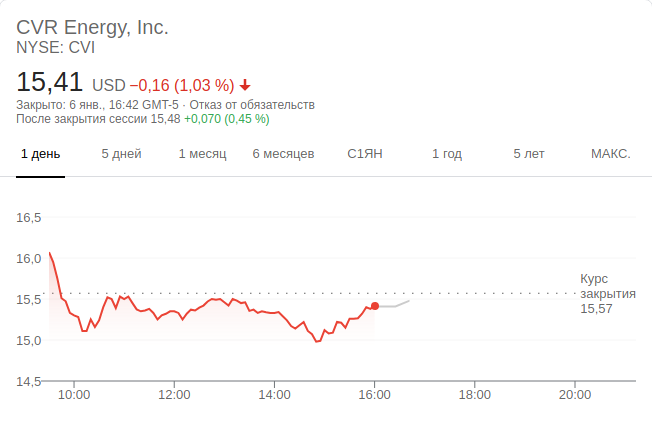 CVR Energy, Inc.
NYSE: CVI
15,41 USD −0,16 (1,03 %)
Закрыто: 6 янв., 16:42 GMT-5 · Отказ от обязательств
После закрытия сессии 15,48 +0,070 (0,45 %)
1 день 5 дней 1 месяц 6 месяцев С1ЯН 1 год 5 лет МАКС.
16,5
16,0
15,5
15,0
14,5
Курс
закрытия
15,57
10:00 12:00 14:00 16:00 18:00 20:00